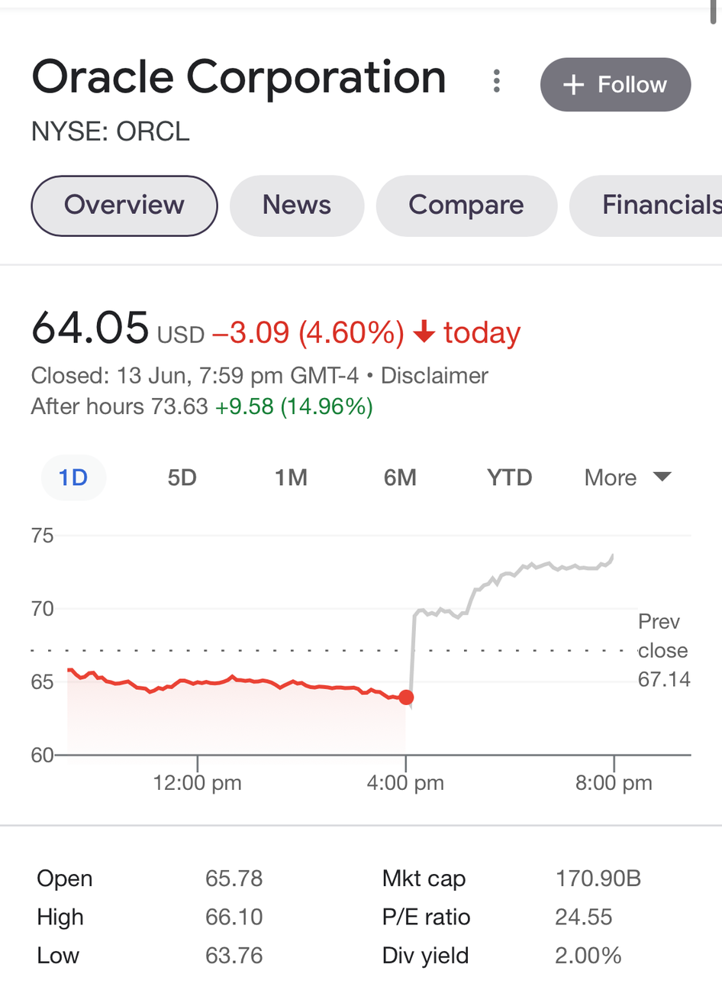 Oracle Corporation
+ Follow
NYSE: ORCL
Overview News Compare Financials
64.05 USD −3.09 (4.60%) ↓ today
Closed: 13 Jun, 7:59 pm GMT-4 • Disclaimer
After hours 73.63 +9.58 (14.96%)
1D 5D 1M 6M YTD More
75
70
65
60
Prev
close
67.14
12:00 pm 4:00 pm 8:00 pm
Open 65.78 Mkt cap 170.90B
High 66.10 P/E ratio 24.55
Low 63.76 Div yield 2.00%